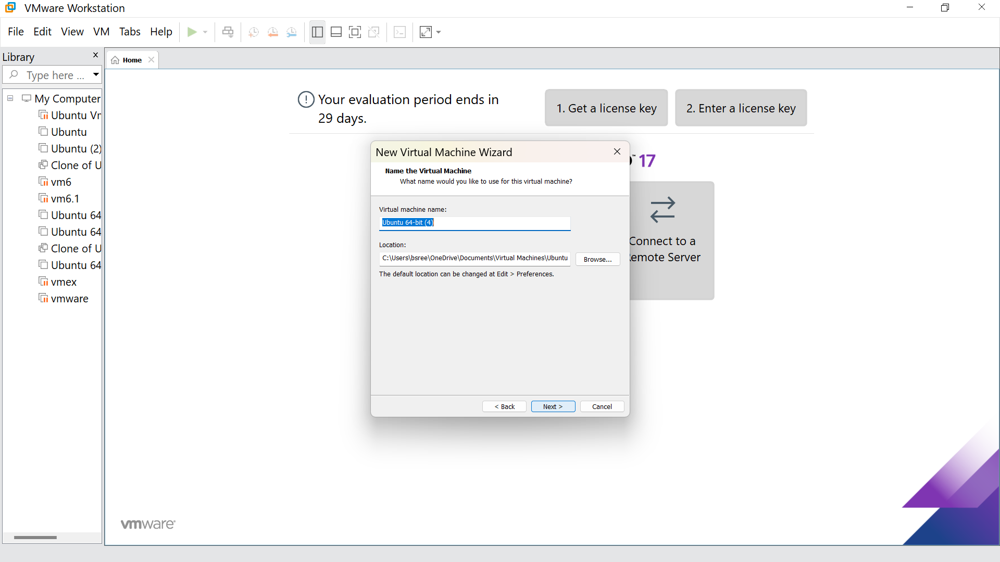 VMware Workstation
File Edit View VM Tabs Help
Library
Type here ...
Home
My Computer
Ubuntu Vr
Ubuntu
Ubuntu (2)
Clone of U
vm6
vm6.1
Ubuntu 64
Ubuntu 64
Clone of U
Ubuntu 64
vmex
vmware
Your evaluation period ends in
29 days.
1. Get a license key
2. Enter a license key
™ 17
Connect to a
emote Server
New Virtual Machine Wizard
Name the Virtual Machine
What name would you like to use for this virtual machine?
Virtual machine name:
Ubuntu 64-bit (4)
Location:
C:\Users\bsree\OneDrive\Documents\Virtual Machines\Ubuntu
Browse...
The default location can be changed at Edit > Preferences.
< Back
Next >
Cancel
vmware